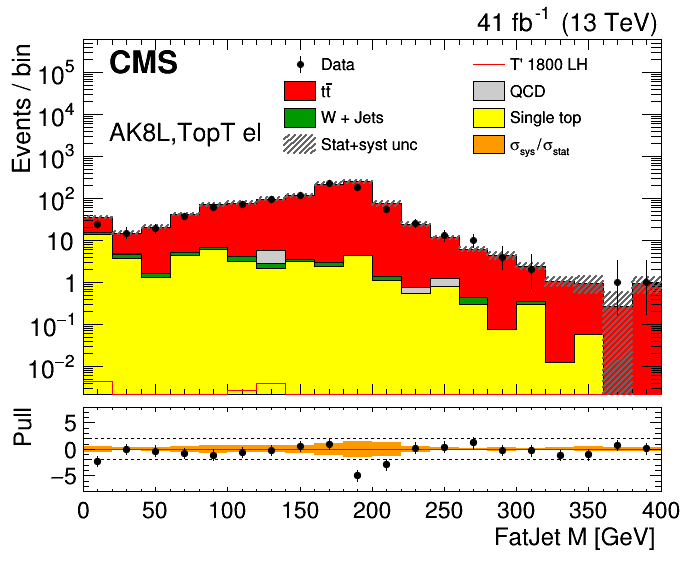 41 fb⁻¹ (13 TeV)
CMS
AK8L,TopT el
Data
T' 1800 LH
tt̄
QCD
W + Jets
Single top
Stat+syst unc
σ_sys/σ_stat
Events / bin
10⁵
10⁴
10³
10²
10
1
10⁻¹
10⁻²
Pull
5
0
−5
0 50 100 150 200 250 300 350 400
FatJet M [GeV]